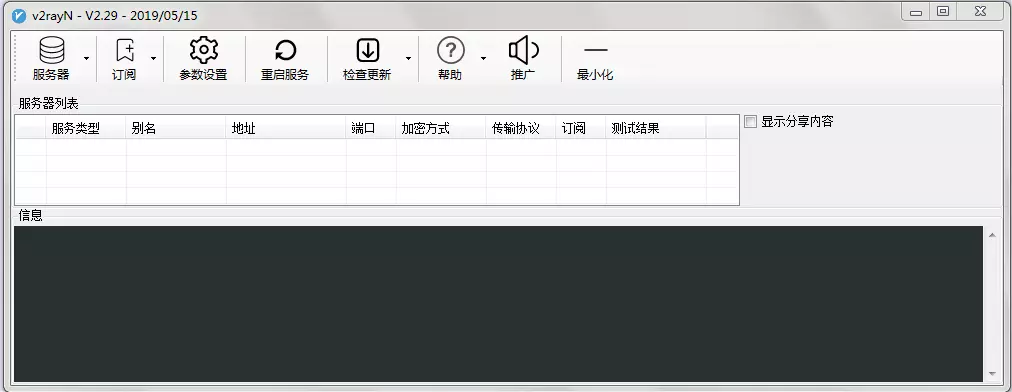 v2rayN - V2.29 - 2019/05/15
服务器 订阅 参数设置 重启服务 检查更新 帮助 推广 最小化
服务器列表
服务类型 别名 地址 端口 加密方式 传输协议 订阅 测试结果 显示分享内容
信息